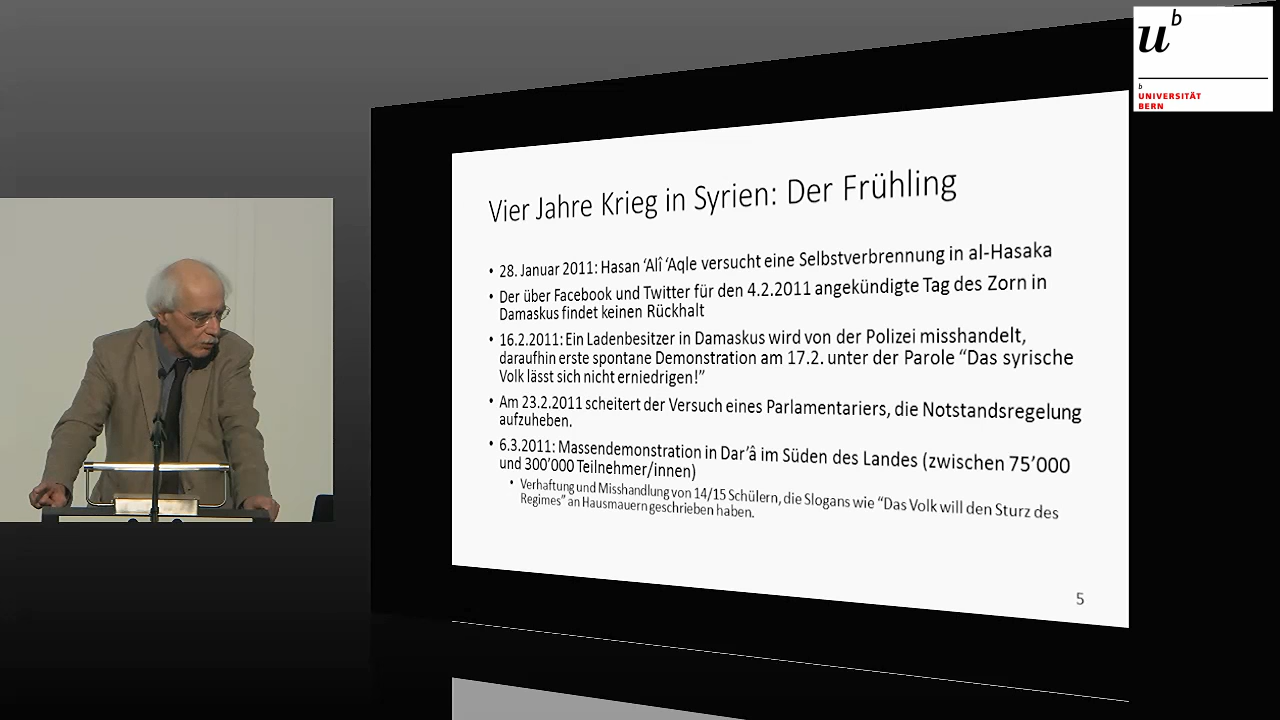 u^b
b
UNIVERSITÄT
BERN
Vier Jahre Krieg in Syrien: Der Frühling
• 28. Januar 2011: Hasan ‘Alî ‘Aqle versucht eine Selbstverbrennung in al-Hasaka
• Der über Facebook und Twitter für den 4.2.2011 angekündigte Tag des Zorn in
Damaskus findet keinen Rückhalt
• 16.2.2011: Ein Ladenbesitzer in Damaskus wird von der Polizei misshandelt,
daraufhin erste spontane Demonstration am 17.2. unter der Parole “Das syrische
Volk lässt sich nicht erniedrigen!”
• Am 23.2.2011 scheitert der Versuch eines Parlamentariers, die Notstandsregelung
aufzuheben.
• 6.3.2011: Massendemonstration in Dar’â im Süden des Landes (zwischen 75’000
und 300’000 Teilnehmer/innen)
• Verhaftung und Misshandlung von 14/15 Schülern, die Slogans wie “Das Volk will den Sturz des
Regimes” an Hausmauern geschrieben haben.
5